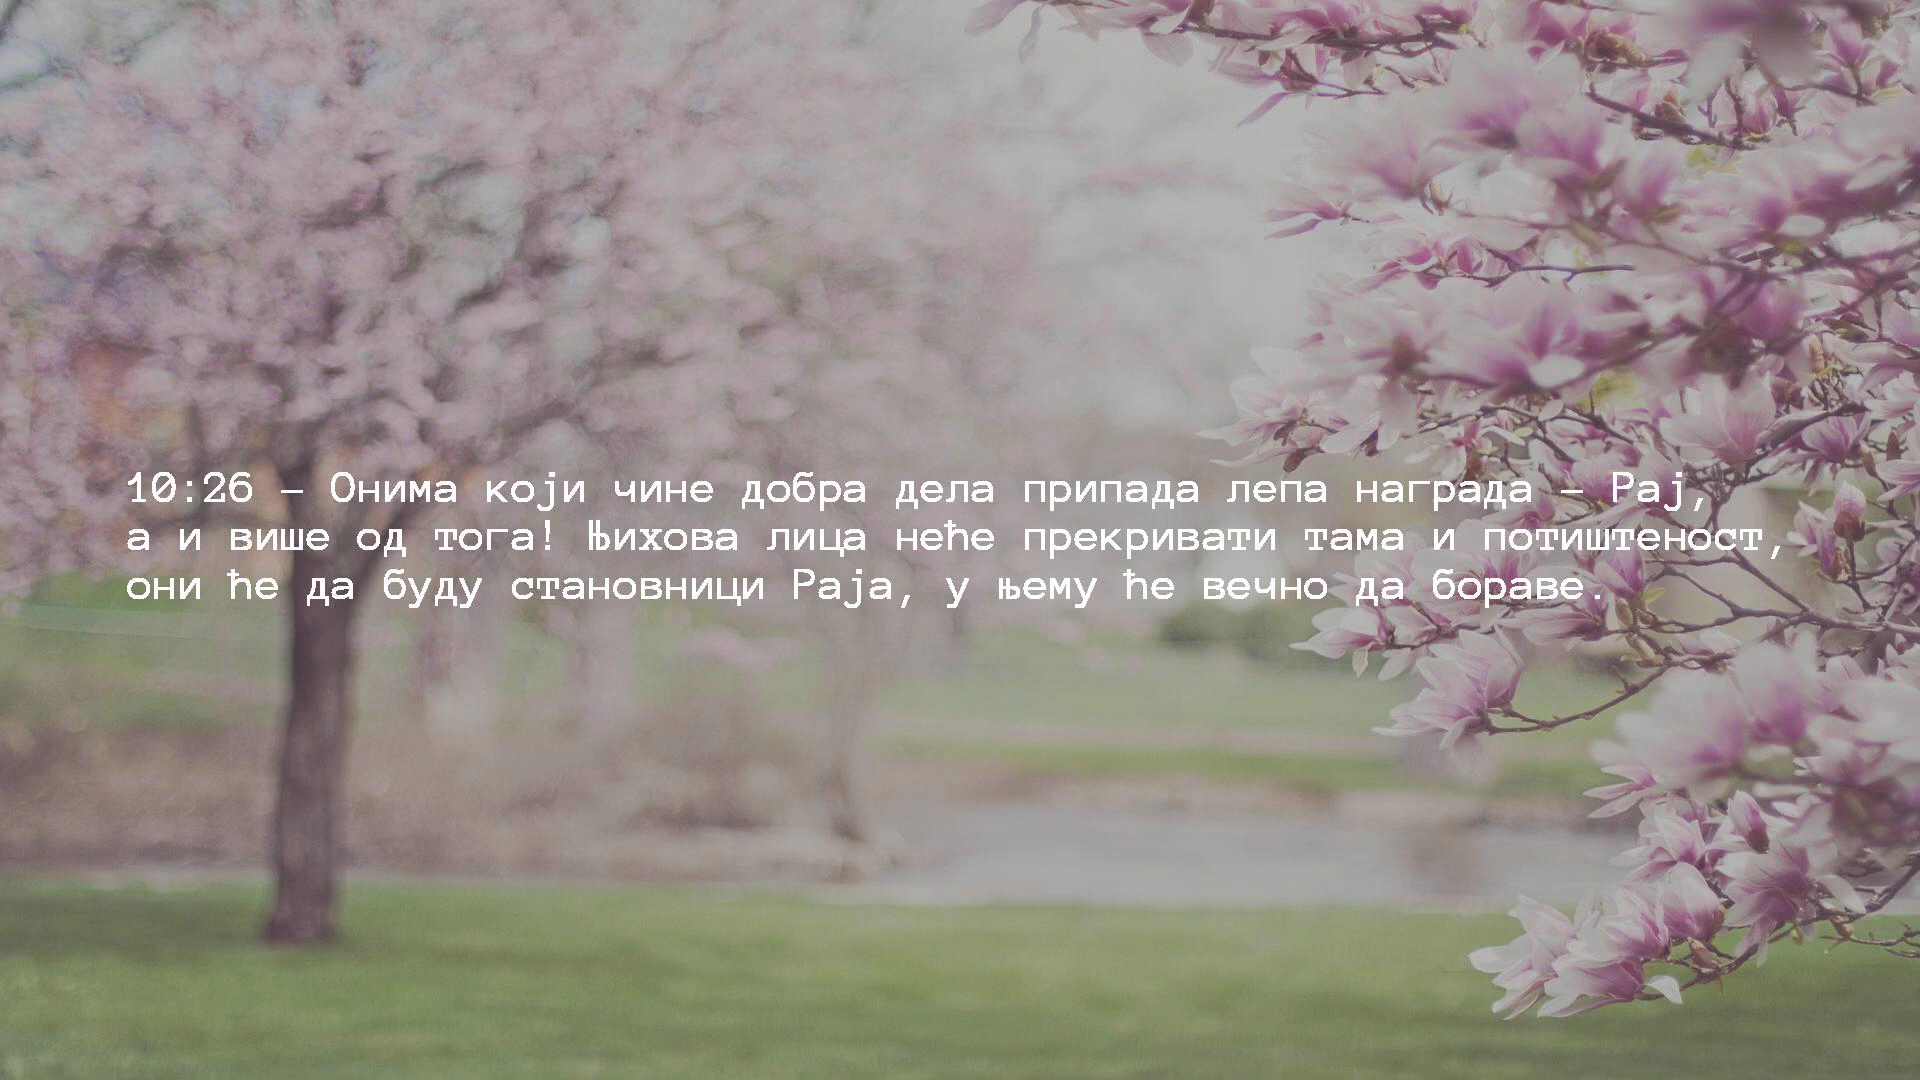 10:26 – Онима који чине добра дела припада лепа награда – Рај,
а и више од тога! Њихова лица неће прекривати тама и потиштеност,
они ће да буду становници Раја, у њему ће вечно да бораве.